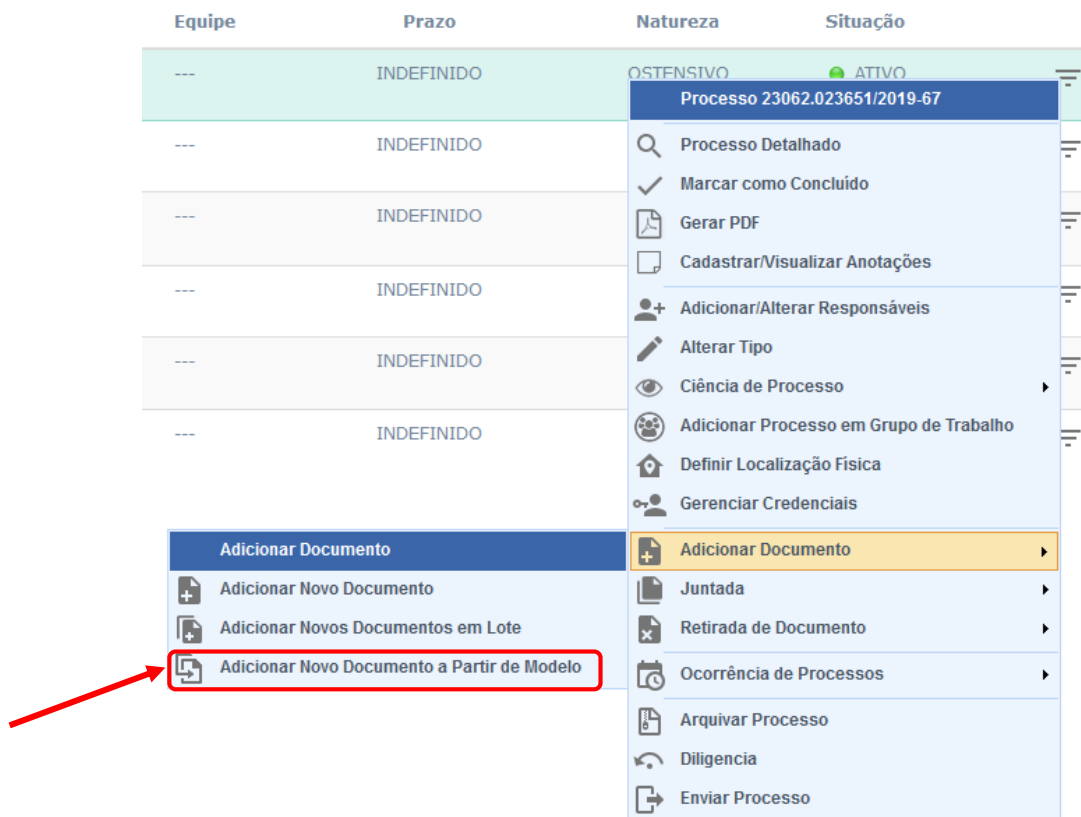 Equipe Prazo Natureza Situação
--- INDEFINIDO OSTENSIVO ATIVO
Processo 23062.023651/2019-67
--- INDEFINIDO
Processo Detalhado
Marcar como Concluído
--- INDEFINIDO
Gerar PDF
Cadastrar/Visualizar Anotações
--- INDEFINIDO
Adicionar/Alterar Responsáveis
Alterar Tipo
--- INDEFINIDO
Ciência de Processo
Adicionar Processo em Grupo de Trabalho
--- INDEFINIDO
Definir Localização Física
Gerenciar Credenciais
Adicionar Documento
Juntada
Retirada de Documento
Ocorrência de Processos
Arquivar Processo
Diligencia
Enviar Processo
Adicionar Documento
Adicionar Novo Documento
Adicionar Novos Documentos em Lote
Adicionar Novo Documento a Partir de Modelo